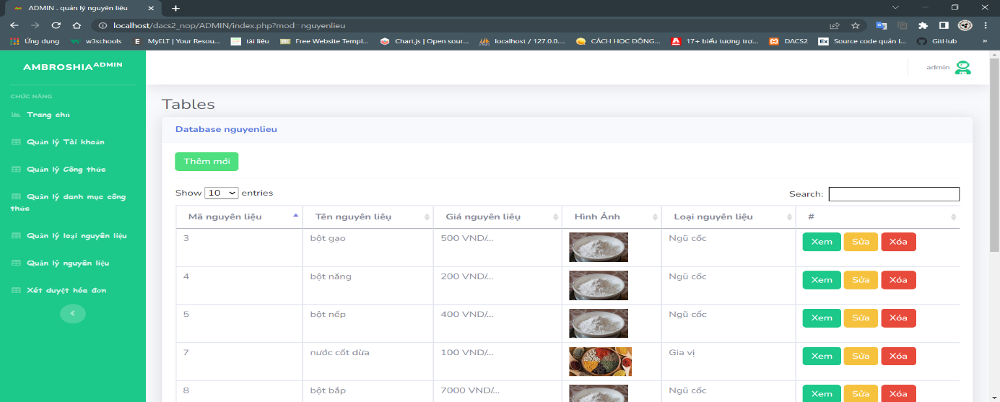 ADMIN . quản lý nguyên liệu
localhost/dacs2_nop/ADMIN/index.php?mod=nguyenlieu
Ứng dụng w3schools MyELT | Your Resou... tài liệu Free Website Templ... Chart.js | Open sour... localhost / 127.0.0.... CÁCH HỌC DÒNG... 17+ biểu tượng trợ... DACS2 Source code quản l... GitHub »
AMBROSHIA ADMIN
admin
CHỨC NĂNG
Trang chủ
Quản lý Tài khoản
Quản lý Công thức
Quản lý danh mục công
thức
Quản lý loại nguyên liệu
Quản lý nguyên liệu
Xét duyệt hóa đơn
Tables
Database nguyenlieu
Thêm mới
Show 10 entries
Search:
Mã nguyên liệu Tên nguyên liêụ Giá nguyên liêụ Hình Ảnh Loại nguyên liệu #
3 bột gạo 500 VND/... Ngũ cốc Xem Sửa Xóa
4 bột năng 200 VND/... Ngũ cốc Xem Sửa Xóa
5 bột nếp 400 VND/... Ngũ cốc Xem Sửa Xóa
7 nước cốt dừa 100 VND/... Gia vị Xem Sửa Xóa
8 bột bắp 7000 VND/... Ngũ cốc Xem Sửa Xóa